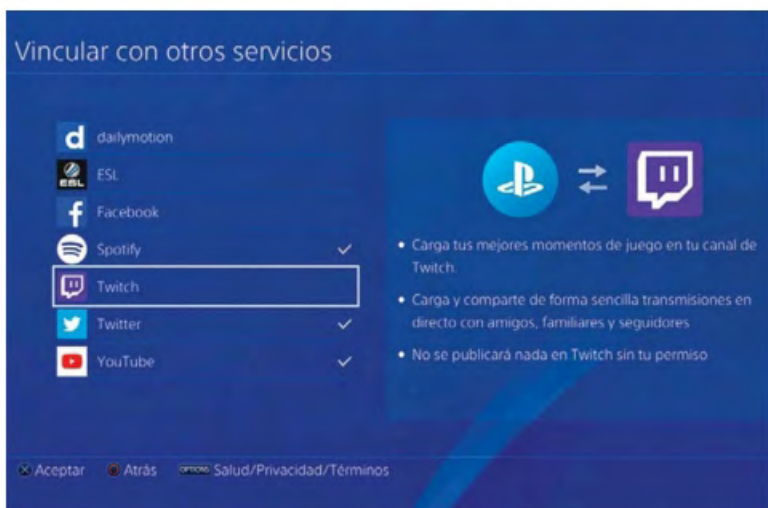 Vincular con otros servicios
d dailymotion
ESL ESL
f Facebook
Spotify
Twitch
Twitter
YouTube
• Carga tus mejores momentos de juego en tu canal de
Twitch.
• Carga y comparte de forma sencilla transmisiones en
directo con amigos, familiares y seguidores
• No se publicará nada en Twitch sin tu permiso
Aceptar Atrás OPTIONS Salud/Privacidad/Términos